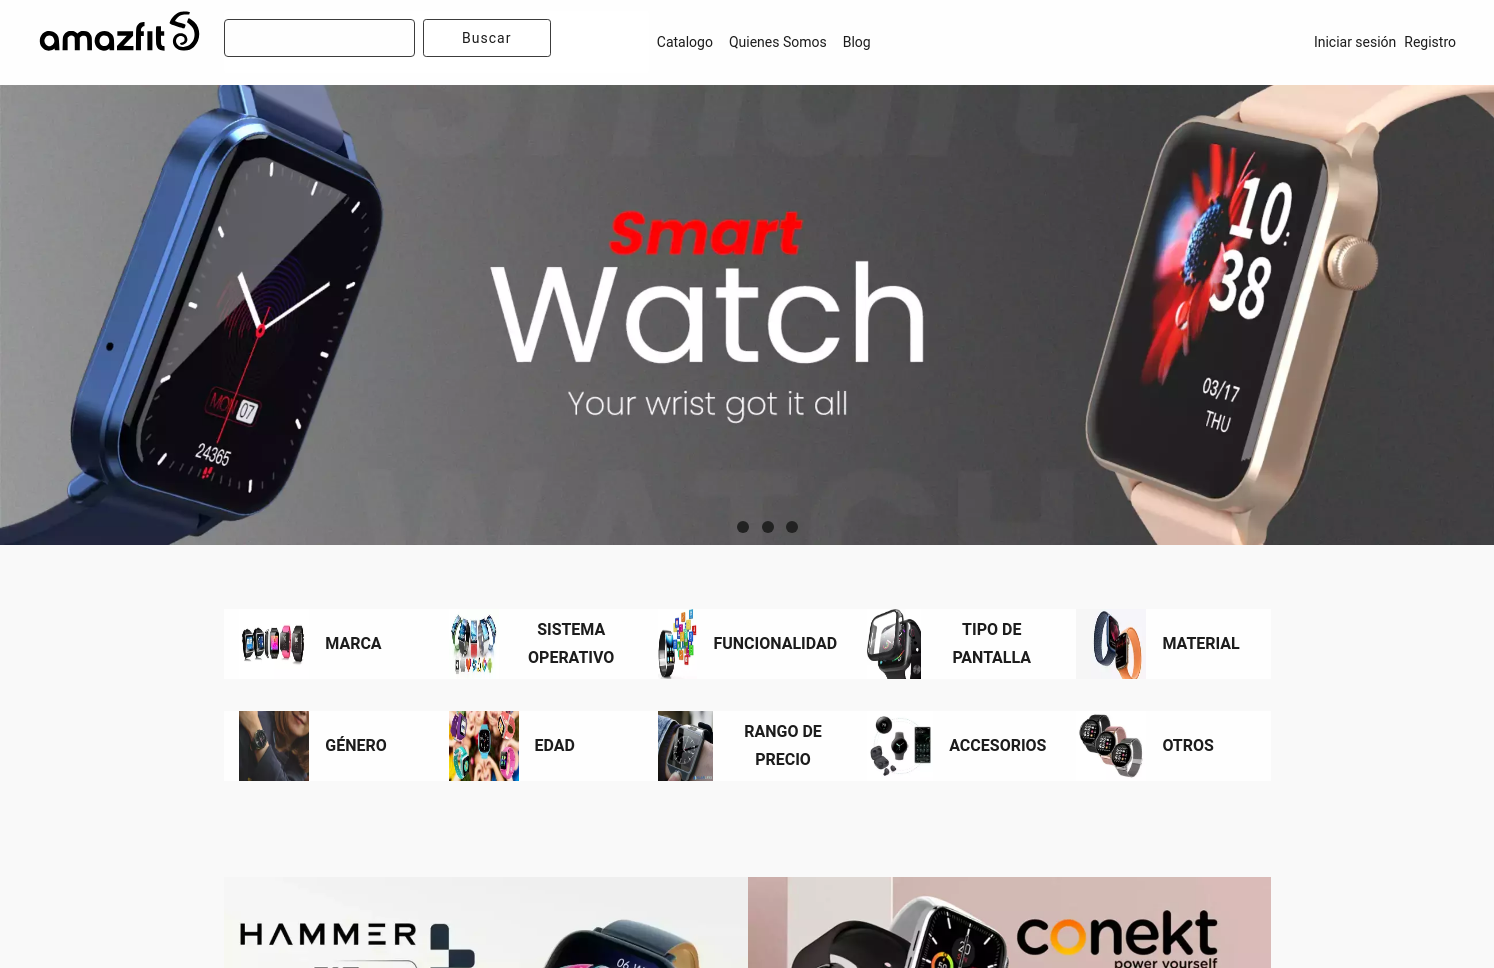 amazfit
Buscar
Catalogo Quienes Somos Blog
Iniciar sesión Registro
Smart
Watch
Your wrist got it all
MON 07
24365
10:
38
03/17
THU
MARCA
SISTEMA
OPERATIVO
FUNCIONALIDAD
TIPO DE
PANTALLA
MATERIAL
GÉNERO
EDAD
RANGO DE
PRECIO
ACCESORIOS
OTROS
HAMMER
conekt
power yourself
20
50